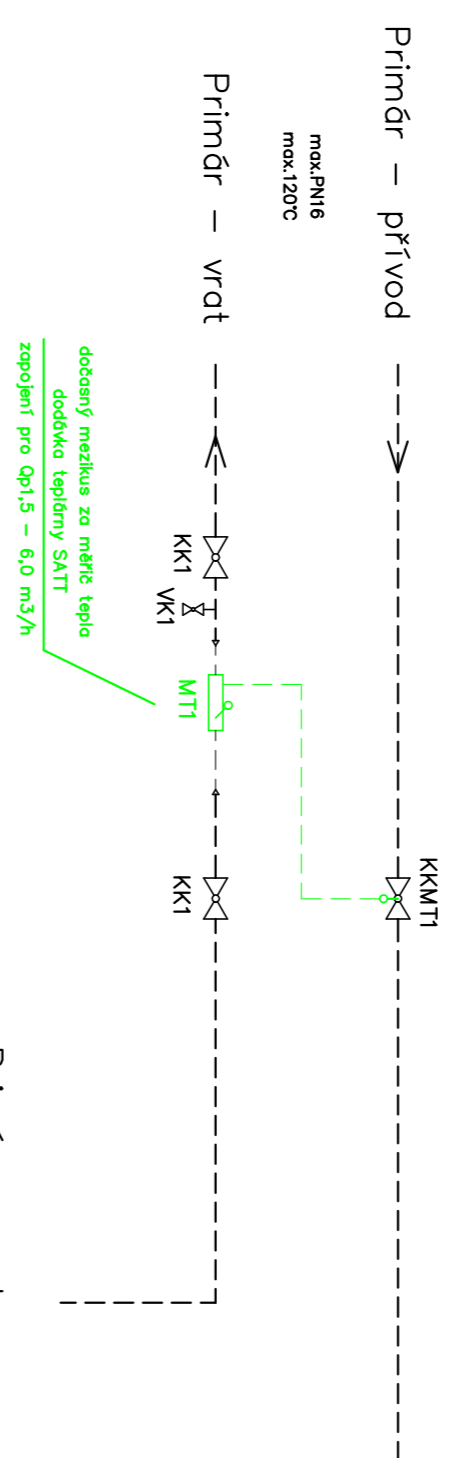 Primár – přívod
max.PN16
max.120°C
Primár – vrat
KKMT1
KK1
VK1
MT1
KK1
dočasný mezikus za měřič tepla
dodávka teplárny SATT
zapojení pro Qp1,5 – 6,0 m3/h